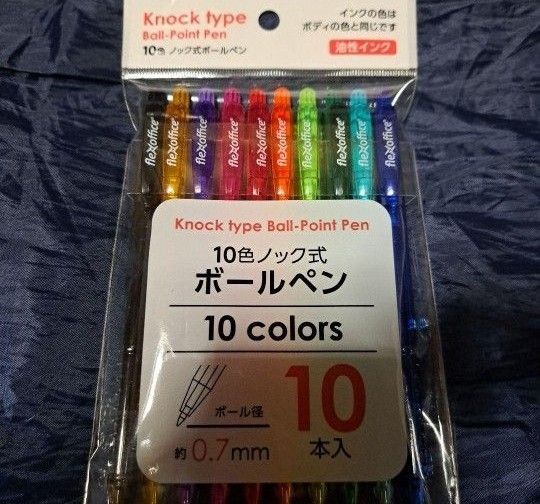 Knock type
Ball-Point Pen
10色 ノック式ボールペン
インクの色は
ボディの色と同じです
油性インク
flexoffice
flexoffice
flexoffice
flexoffice
flexoffice
flexoffice
flexoffice
flexoffice
flexoffice
flexoffice
Knock type Ball-Point Pen
10色ノック式
ボールペン
10 colors
ボール径
約 0.7mm
10
本入